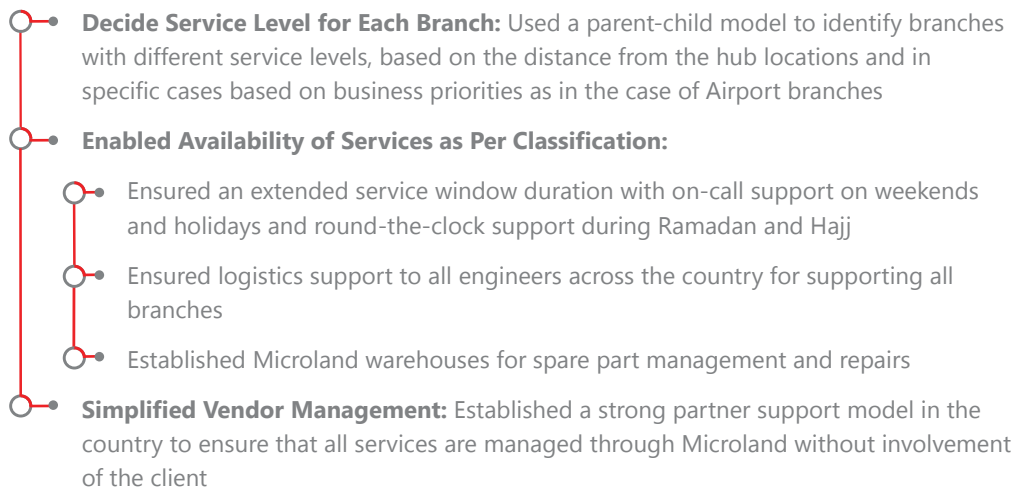 Decide Service Level for Each Branch: Used a parent-child model to identify branches
with different service levels, based on the distance from the hub locations and in
specific cases based on business priorities as in the case of Airport branches
Enabled Availability of Services as Per Classification:
Ensured an extended service window duration with on-call support on weekends
and holidays and round-the-clock support during Ramadan and Hajj
Ensured logistics support to all engineers across the country for supporting all
branches
Established Microland warehouses for spare part management and repairs
Simplified Vendor Management: Established a strong partner support model in the
country to ensure that all services are managed through Microland without involvement
of the client